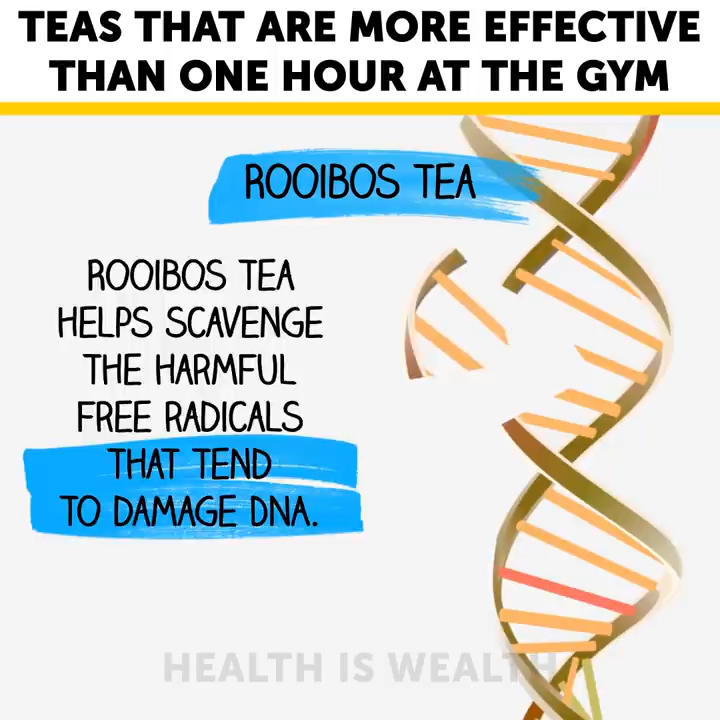 TEAS THAT ARE MORE EFFECTIVE
THAN ONE HOUR AT THE GYM
ROOIBOS TEA
ROOIBOS TEA
HELPS SCAVENGE
THE HARMFUL
FREE RADICALS
THAT TEND
TO DAMAGE DNA.
HEALTH IS WEALTH